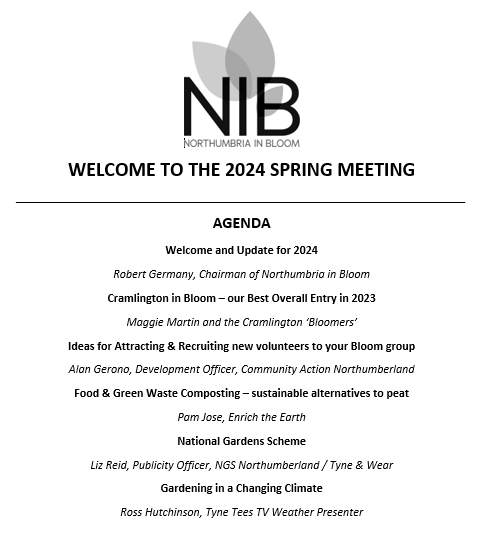 NIB
NORTHUMBRIA IN BLOOM
WELCOME TO THE 2024 SPRING MEETING
AGENDA
Welcome and Update for 2024
Robert Germany, Chairman of Northumbria in Bloom
Cramlington in Bloom – our Best Overall Entry in 2023
Maggie Martin and the Cramlington ‘Bloomers’
Ideas for Attracting & Recruiting new volunteers to your Bloom group
Alan Gerono, Development Officer, Community Action Northumberland
Food & Green Waste Composting – sustainable alternatives to peat
Pam Jose, Enrich the Earth
National Gardens Scheme
Liz Reid, Publicity Officer, NGS Northumberland / Tyne & Wear
Gardening in a Changing Climate
Ross Hutchinson, Tyne Tees TV Weather Presenter